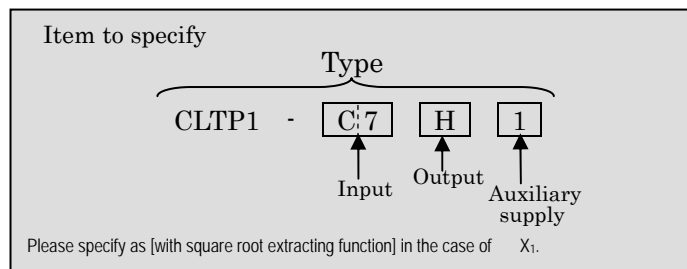 Item to specify
Type
CLTP1 - C 7 H 1
Input
Output
Auxiliary
supply
Please specify as [with square root extracting function] in the case of X₁.